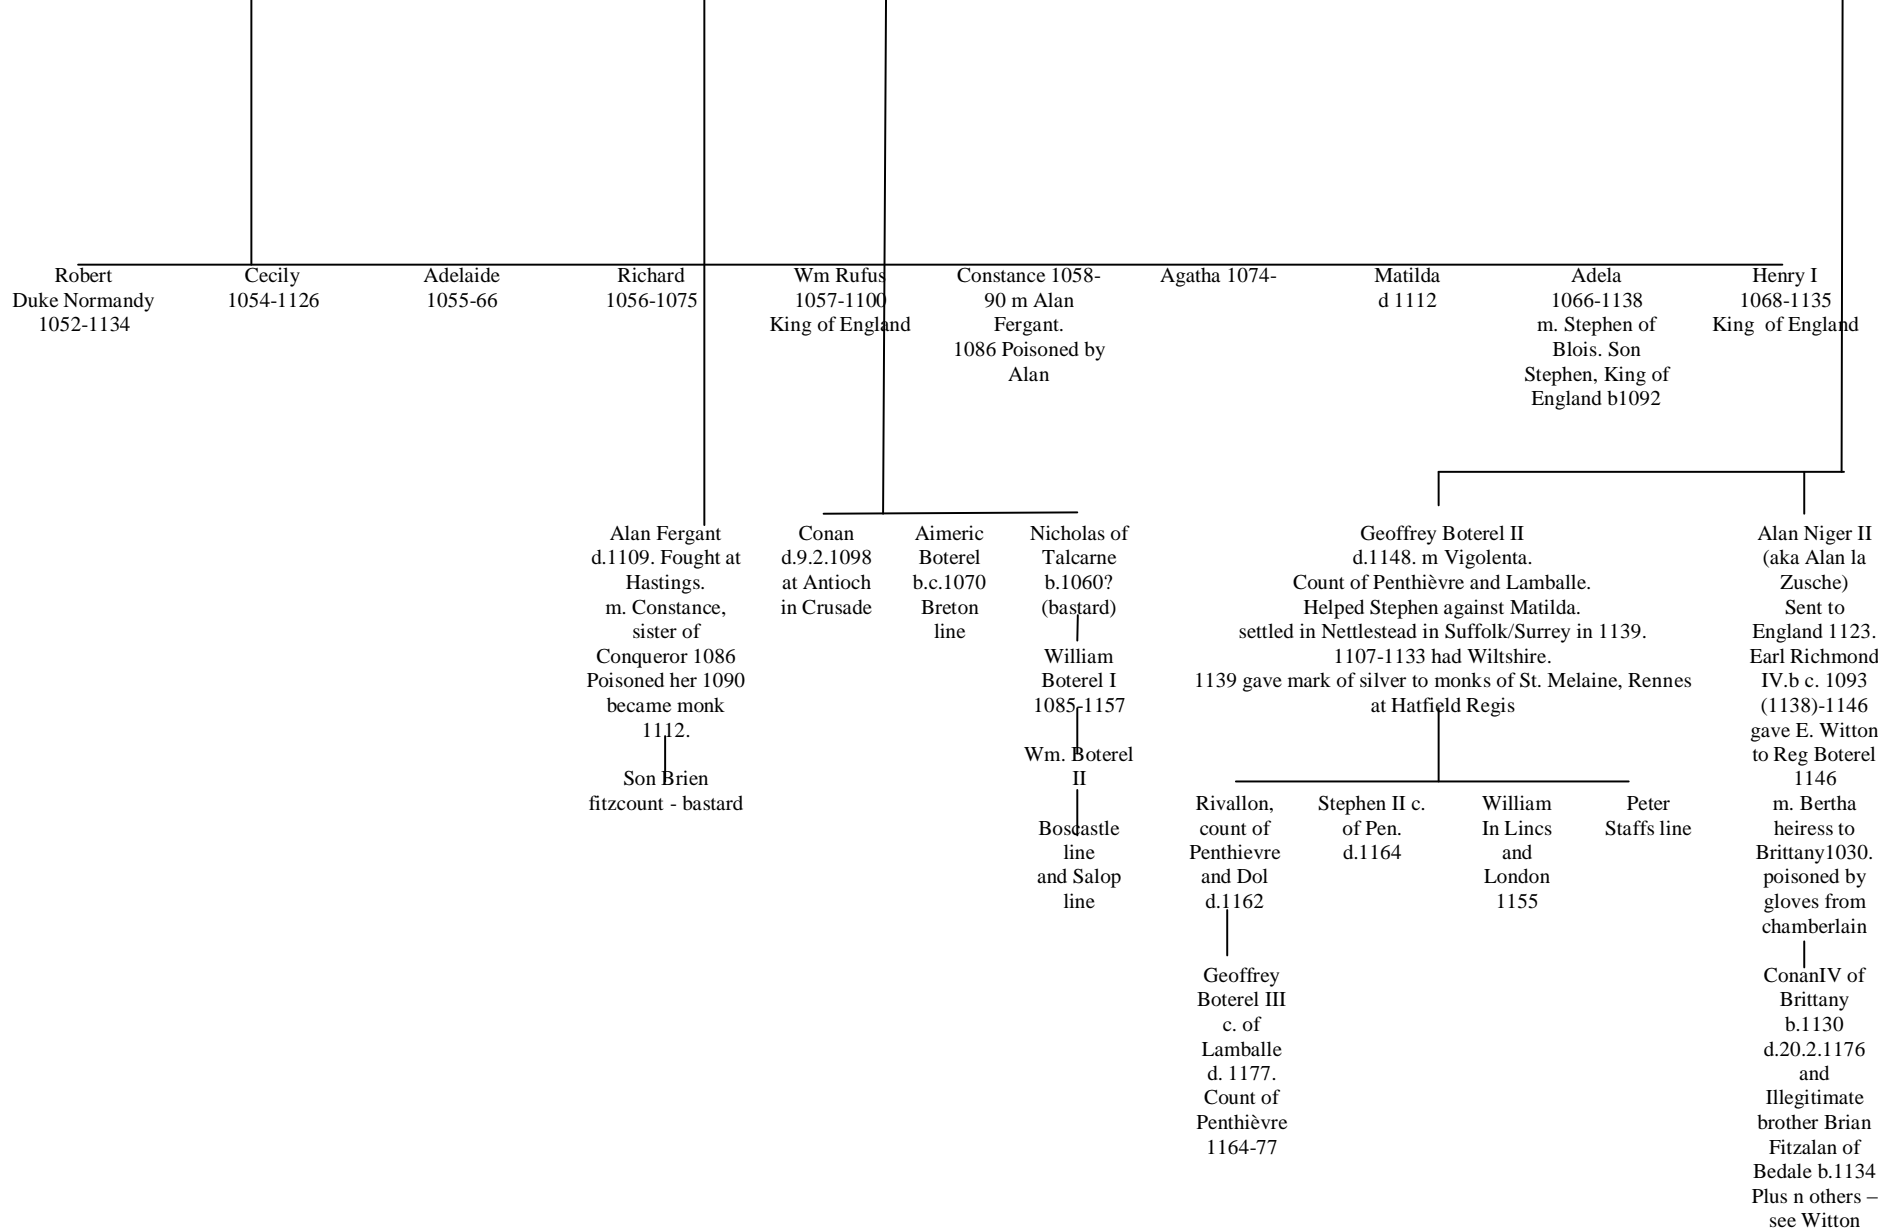 Robert
Duke Normandy
1052-1134
Cecily
1054-1126
Adelaide
1055-66
Richard
1056-1075
Wm Rufus
1057-1100
King of England
Constance 1058-
90 m Alan
Fergant.
1086 Poisoned by
Alan
Agatha 1074-
Matilda
d 1112
Adela
1066-1138
m. Stephen of
Blois. Son
Stephen, King of
England b1092
Henry I
1068-1135
King  of England
Alan Fergant
d.1109. Fought at
Hastings.
m. Constance,
sister of
Conqueror 1086
Poisoned her 1090
became monk
1112.
Son Brien
fitzcount - bastard
Conan
d.9.2.1098
at Antioch
in Crusade
Aimeric
Boterel
b.c.1070
Breton
line
Nicholas of
Talcarne
b.1060?
(bastard)
William
Boterel I
1085-1157
Wm. Boterel
II
Boscastle
line
and Salop
line
Geoffrey Boterel II
d.1148. m Vigolenta.
Count of Penthièvre and Lamballe.
Helped Stephen against Matilda.
settled in Nettlestead in Suffolk/Surrey in 1139.
1107-1133 had Wiltshire.
1139 gave mark of silver to monks of St. Melaine, Rennes
at Hatfield Regis
Rivallon,
count of
Penthievre
and Dol
d.1162
Stephen II c.
of Pen.
d.1164
William
In Lincs
and
London
1155
Peter
Staffs line
Geoffrey
Boterel III
c. of
Lamballe
d. 1177.
Count of
Penthièvre
1164-77
Alan Niger II
(aka Alan la
Zusche)
Sent to
England 1123.
Earl Richmond
IV.b c. 1093
(1138)-1146
gave E. Witton
to Reg Boterel
1146
m. Bertha
heiress to
Brittany1030.
poisoned by
gloves from
chamberlain
ConanIV of
Brittany
b.1130
d.20.2.1176
and
Illegitimate
brother Brian
Fitzalan of
Bedale b.1134
Plus n others –
see Witton